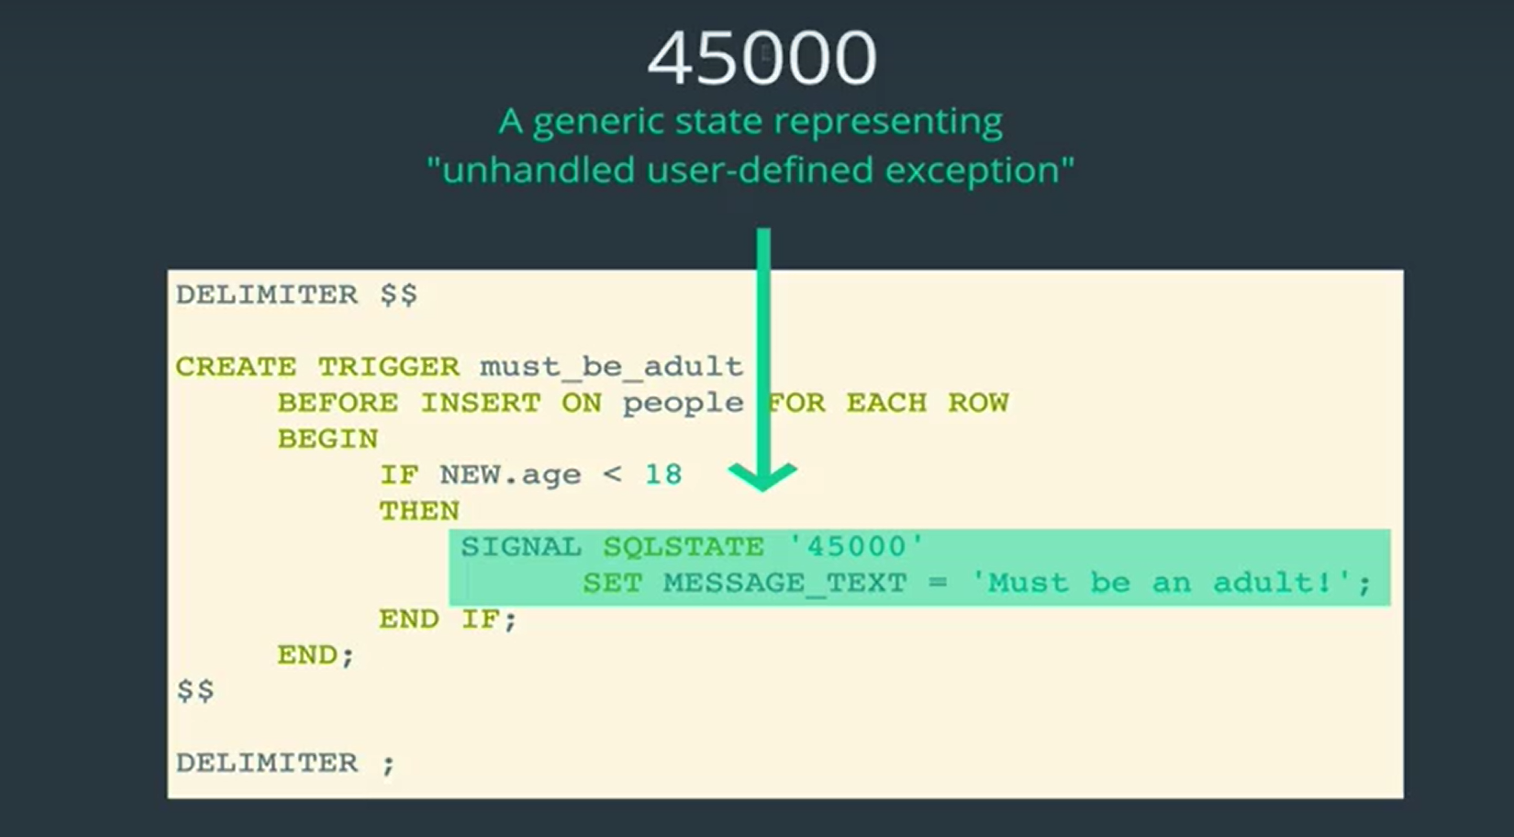 45000
A generic state representing
"unhandled user-defined exception"
DELIMITER $$
CREATE TRIGGER must_be_adult
BEFORE INSERT ON people FOR EACH ROW
BEGIN
IF NEW.age < 18
THEN
SIGNAL SQLSTATE '45000'
SET MESSAGE_TEXT = 'Must be an adult!';
END IF;
END;
$$
DELIMITER ;